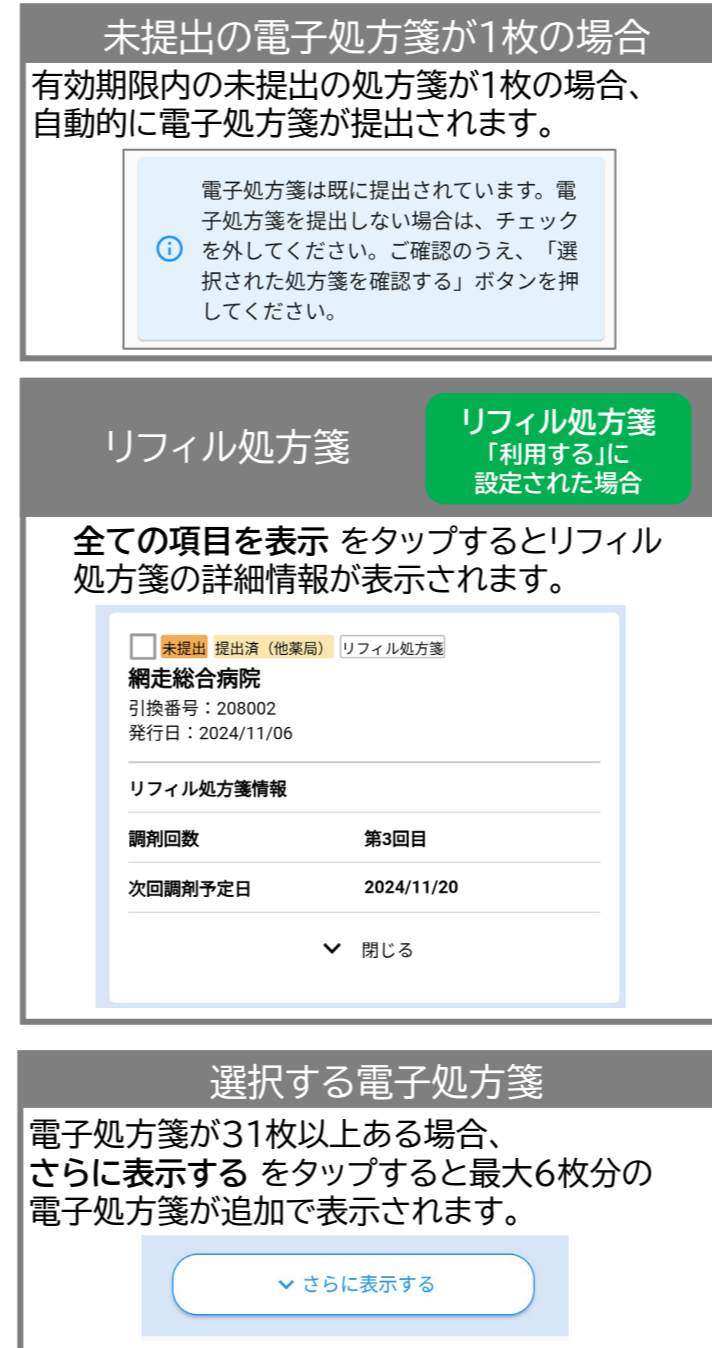 未提出の電子処方箋が1枚の場合
有効期限内の未提出の処方箋が1枚の場合、
自動的に電子処方箋が提出されます。
電子処方箋は既に提出されています。電
子処方箋を提出しない場合は、チェック
を外してください。ご確認のうえ、「選
択された処方箋を確認する」ボタンを押
してください。
リフィル処方箋
リフィル処方箋
「利用する」に
設定された場合
全ての項目を表示 をタップするとリフィル
処方箋の詳細情報が表示されます。
未提出 提出済（他薬局） リフィル処方箋
網走総合病院
引換番号：208002
発行日：2024/11/06
リフィル処方箋情報
調剤回数 第3回目
次回調剤予定日 2024/11/20
閉じる
選択する電子処方箋
電子処方箋が31枚以上ある場合、
さらに表示する をタップすると最大6枚分の
電子処方箋が追加で表示されます。
さらに表示する